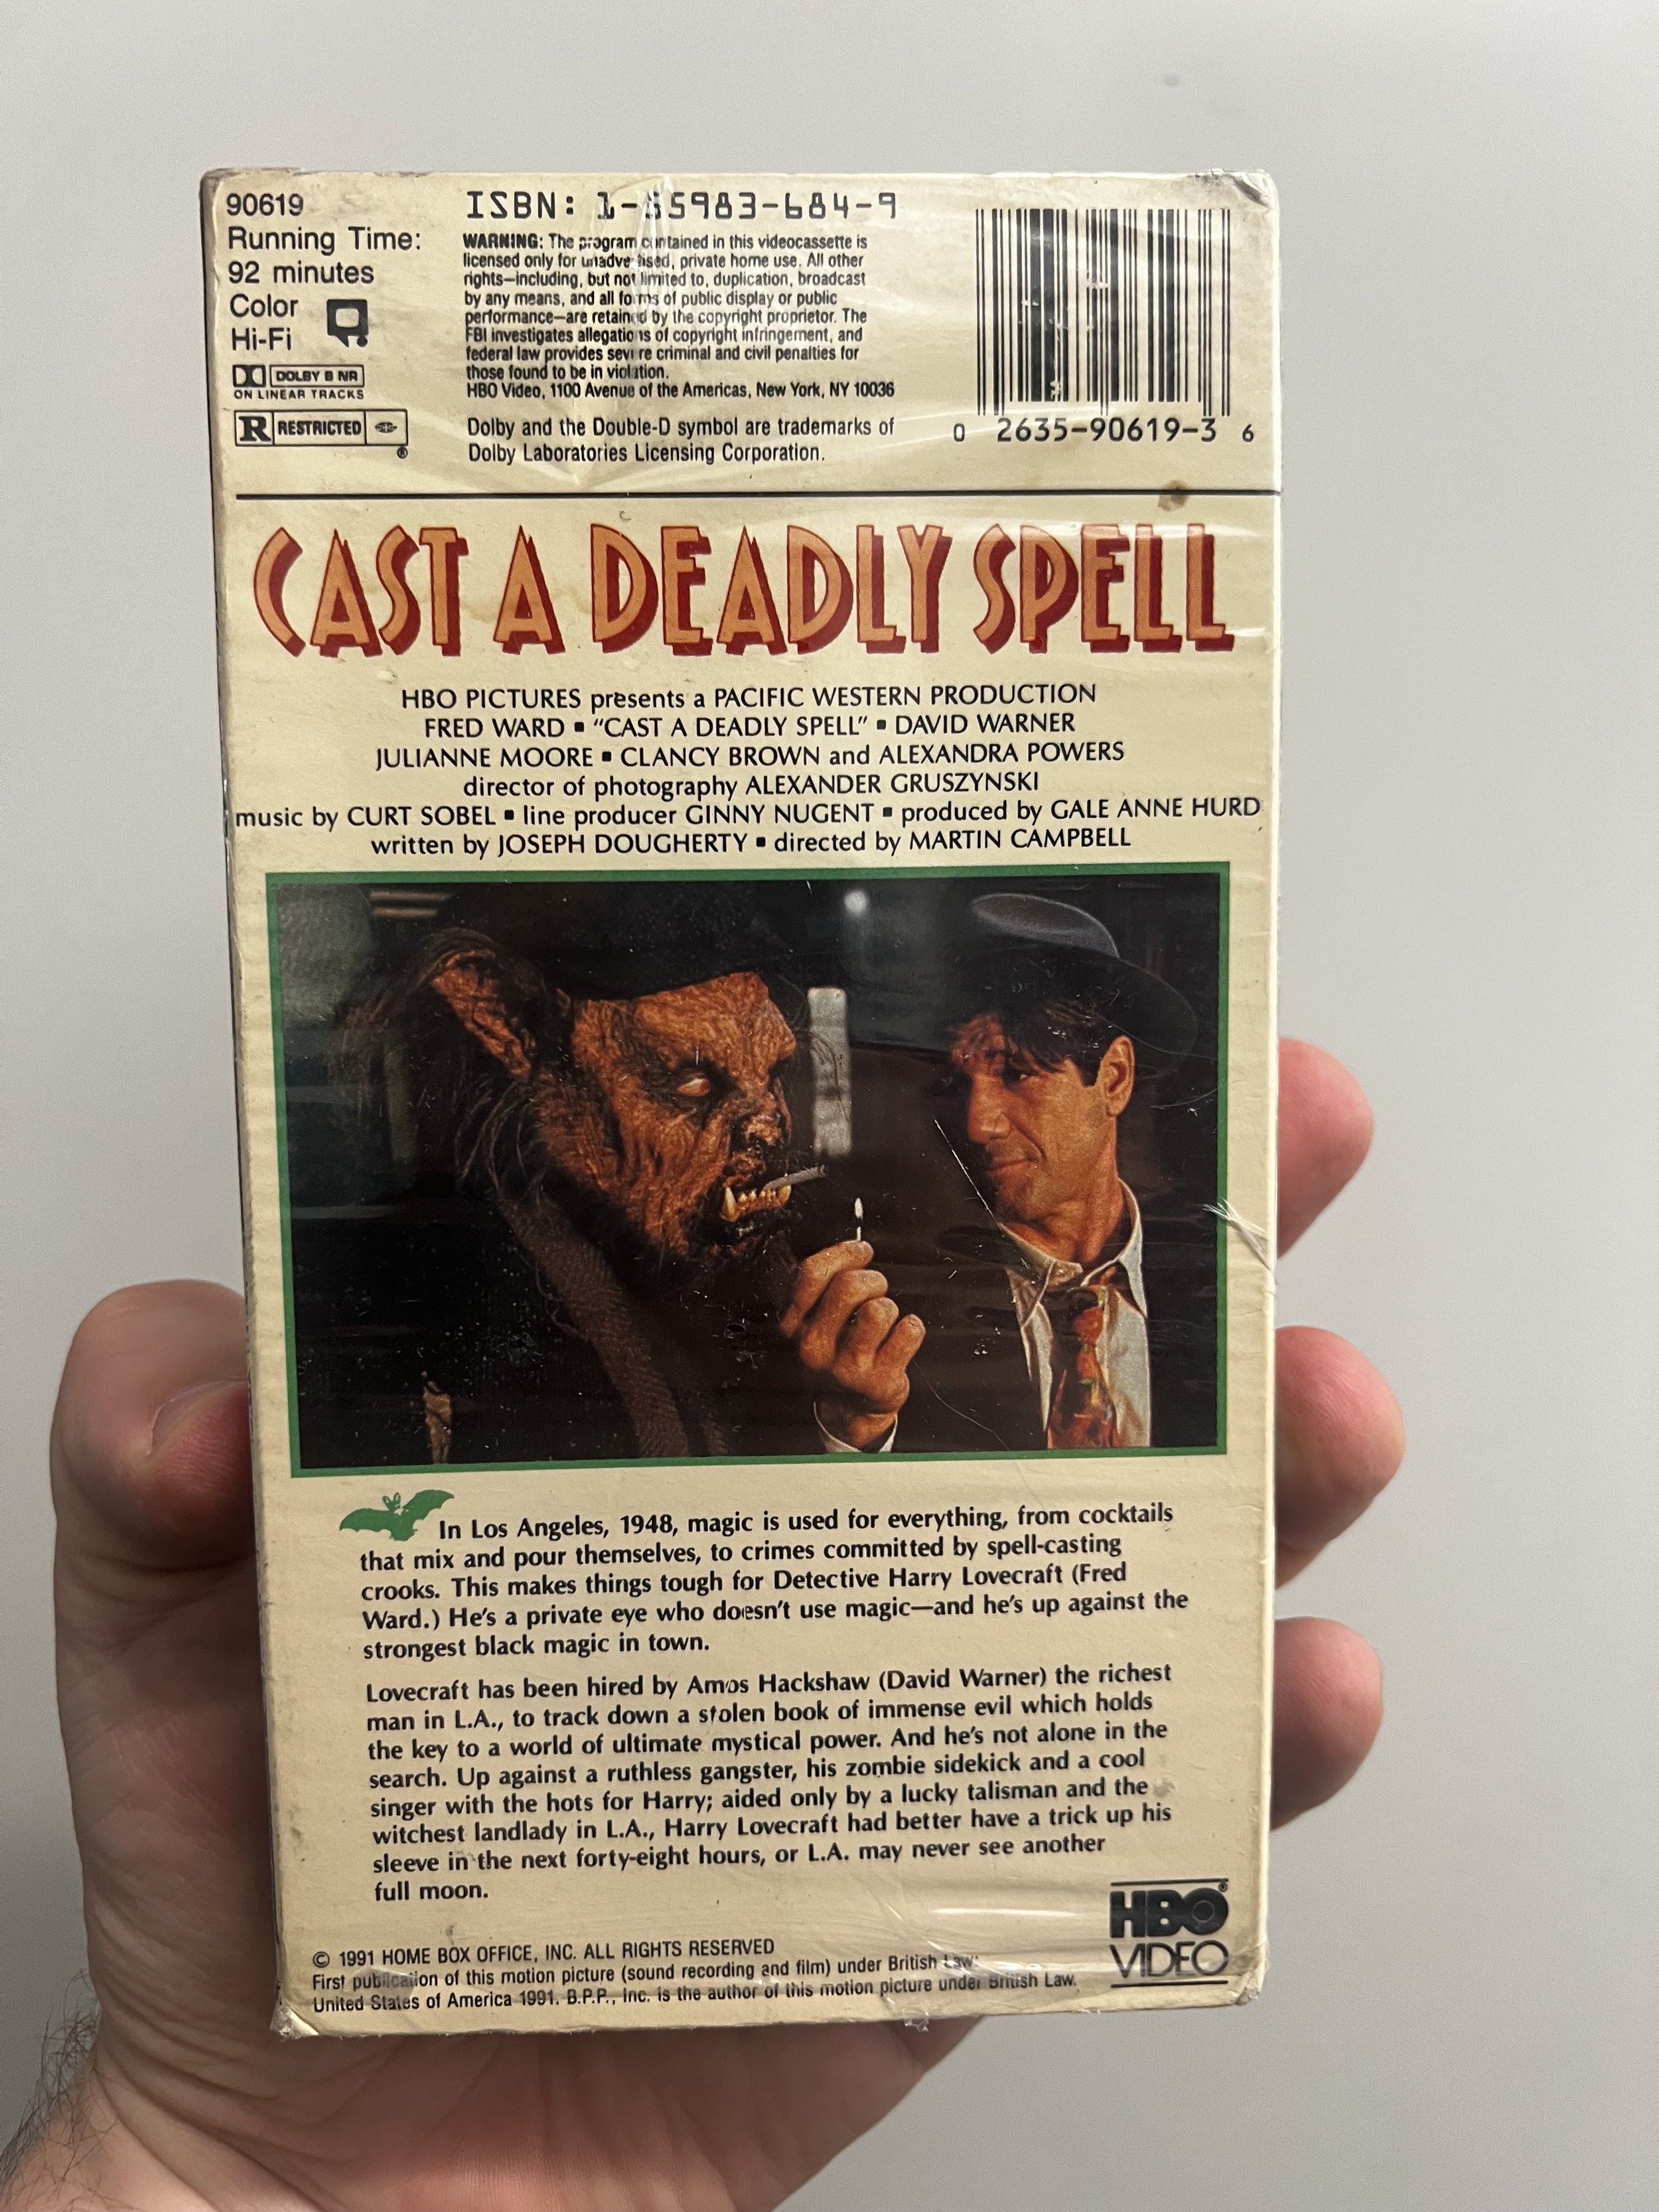 90619
Running Time:
92 minutes
Color
Hi-Fi
DOLBY B NR
ON LINEAR TRACKS
R RESTRICTED
®
ISBN: 1-55983-684-9
WARNING: The program contained in this videocassette is
licensed only for unadvertised, private home use. All other
rights—including, but not limited to, duplication, broadcast
by any means, and all forms of public display or public
performance—are retained by the copyright proprietor. The
FBI investigates allegations of copyright infringement, and
federal law provides severe criminal and civil penalties for
those found to be in violation.
HBO Video, 1100 Avenue of the Americas, New York, NY 10036
Dolby and the Double-D symbol are trademarks of
Dolby Laboratories Licensing Corporation.
0 2635-90619-3 6
CAST A DEADLY SPELL
HBO PICTURES presents a PACIFIC WESTERN PRODUCTION
FRED WARD ▪ “CAST A DEADLY SPELL” ▪ DAVID WARNER
JULIANNE MOORE ▪ CLANCY BROWN and ALEXANDRA POWERS
director of photography ALEXANDER GRUSZYNSKI
music by CURT SOBEL ▪ line producer GINNY NUGENT ▪ produced by GALE ANNE HURD
written by JOSEPH DOUGHERTY ▪ directed by MARTIN CAMPBELL
In Los Angeles, 1948, magic is used for everything, from cocktails
that mix and pour themselves, to crimes committed by spell-casting
crooks. This makes things tough for Detective Harry Lovecraft (Fred
Ward.) He’s a private eye who doesn’t use magic—and he’s up against the
strongest black magic in town.
Lovecraft has been hired by Amos Hackshaw (David Warner) the richest
man in L.A., to track down a stolen book of immense evil which holds
the key to a world of ultimate mystical power. And he’s not alone in the
search. Up against a ruthless gangster, his zombie sidekick and a cool
singer with the hots for Harry; aided only by a lucky talisman and the
witchest landlady in L.A., Harry Lovecraft had better have a trick up his
sleeve in the next forty-eight hours, or L.A. may never see another
full moon.
© 1991 HOME BOX OFFICE, INC. ALL RIGHTS RESERVED
First publication of this motion picture (sound recording and film) under British Law:
United States of America 1991. B.P.P., Inc. is the author of this motion picture under British Law.
HBO®
VIDEO